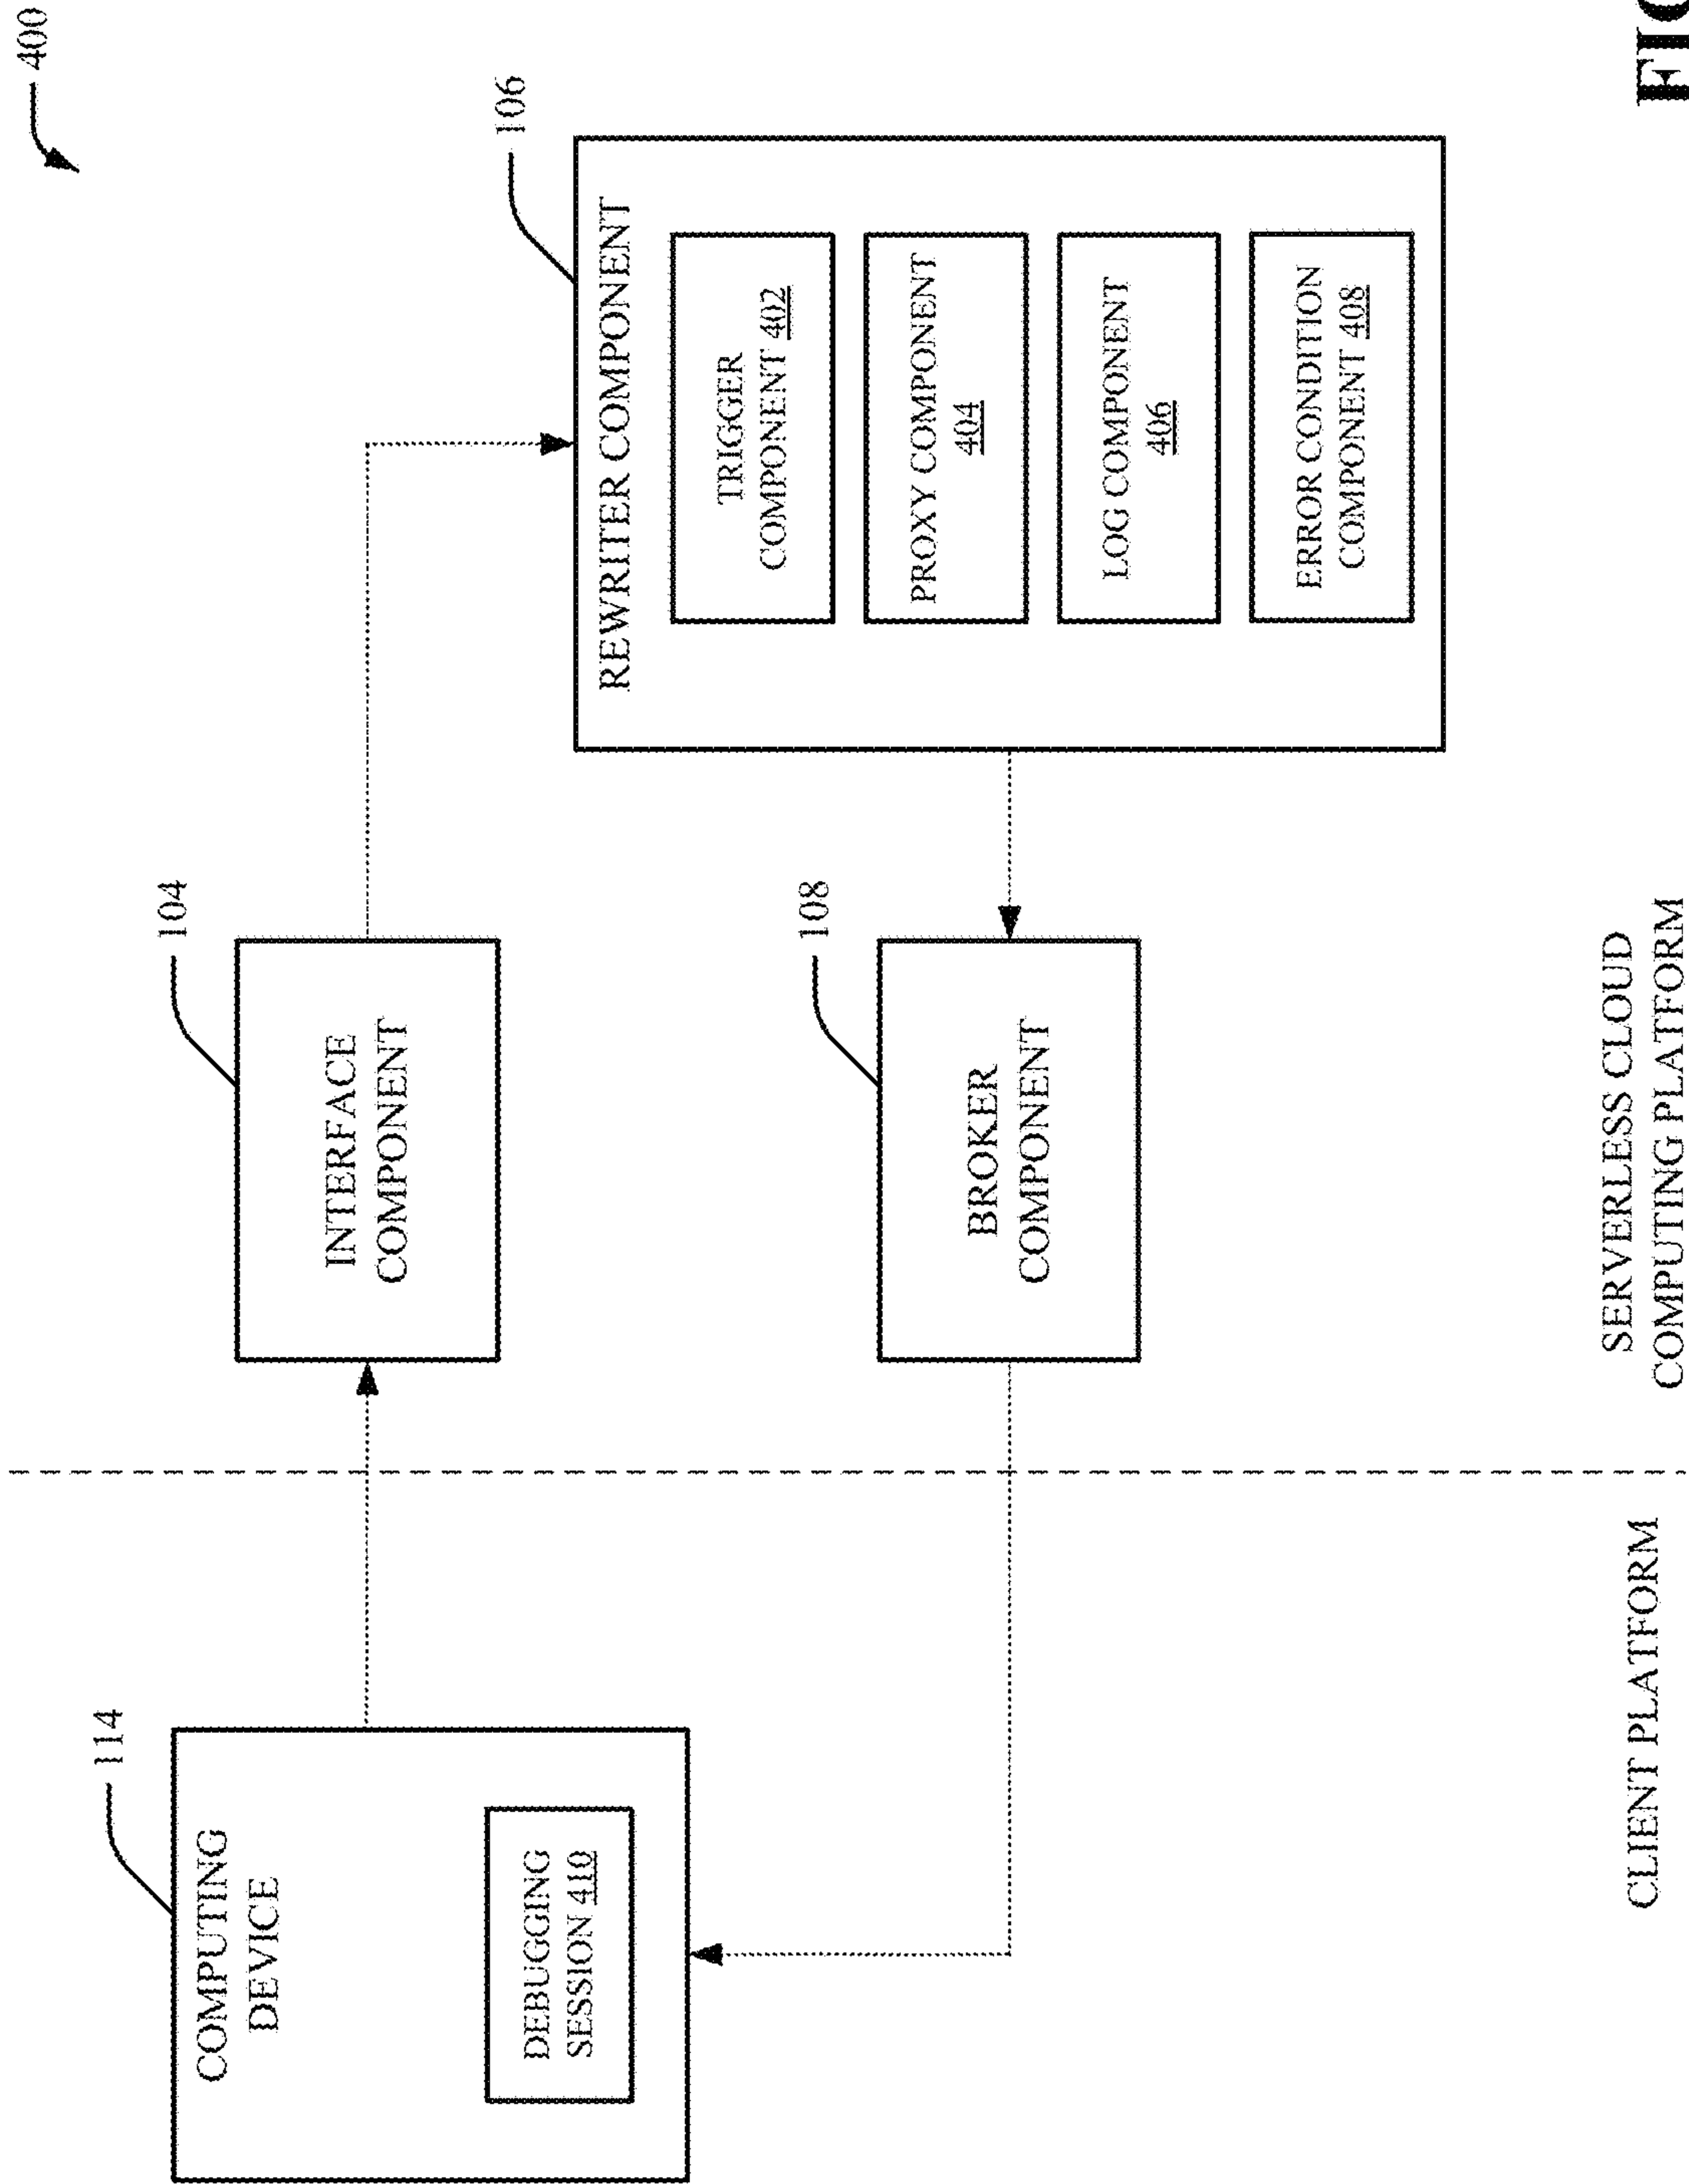 400
114
COMPUTING
DEVICE
DEBUGGING
SESSION 410
104
INTERFACE
COMPONENT
106
REWRITER COMPONENT
TRIGGER
COMPONENT 402
PROXY COMPONENT
404
LOG COMPONENT
406
ERROR CONDITION
COMPONENT 408
108
BROKER
COMPONENT
CLIENT PLATFORM
SERVERLESS CLOUD
COMPUTING PLATFORM
FIG